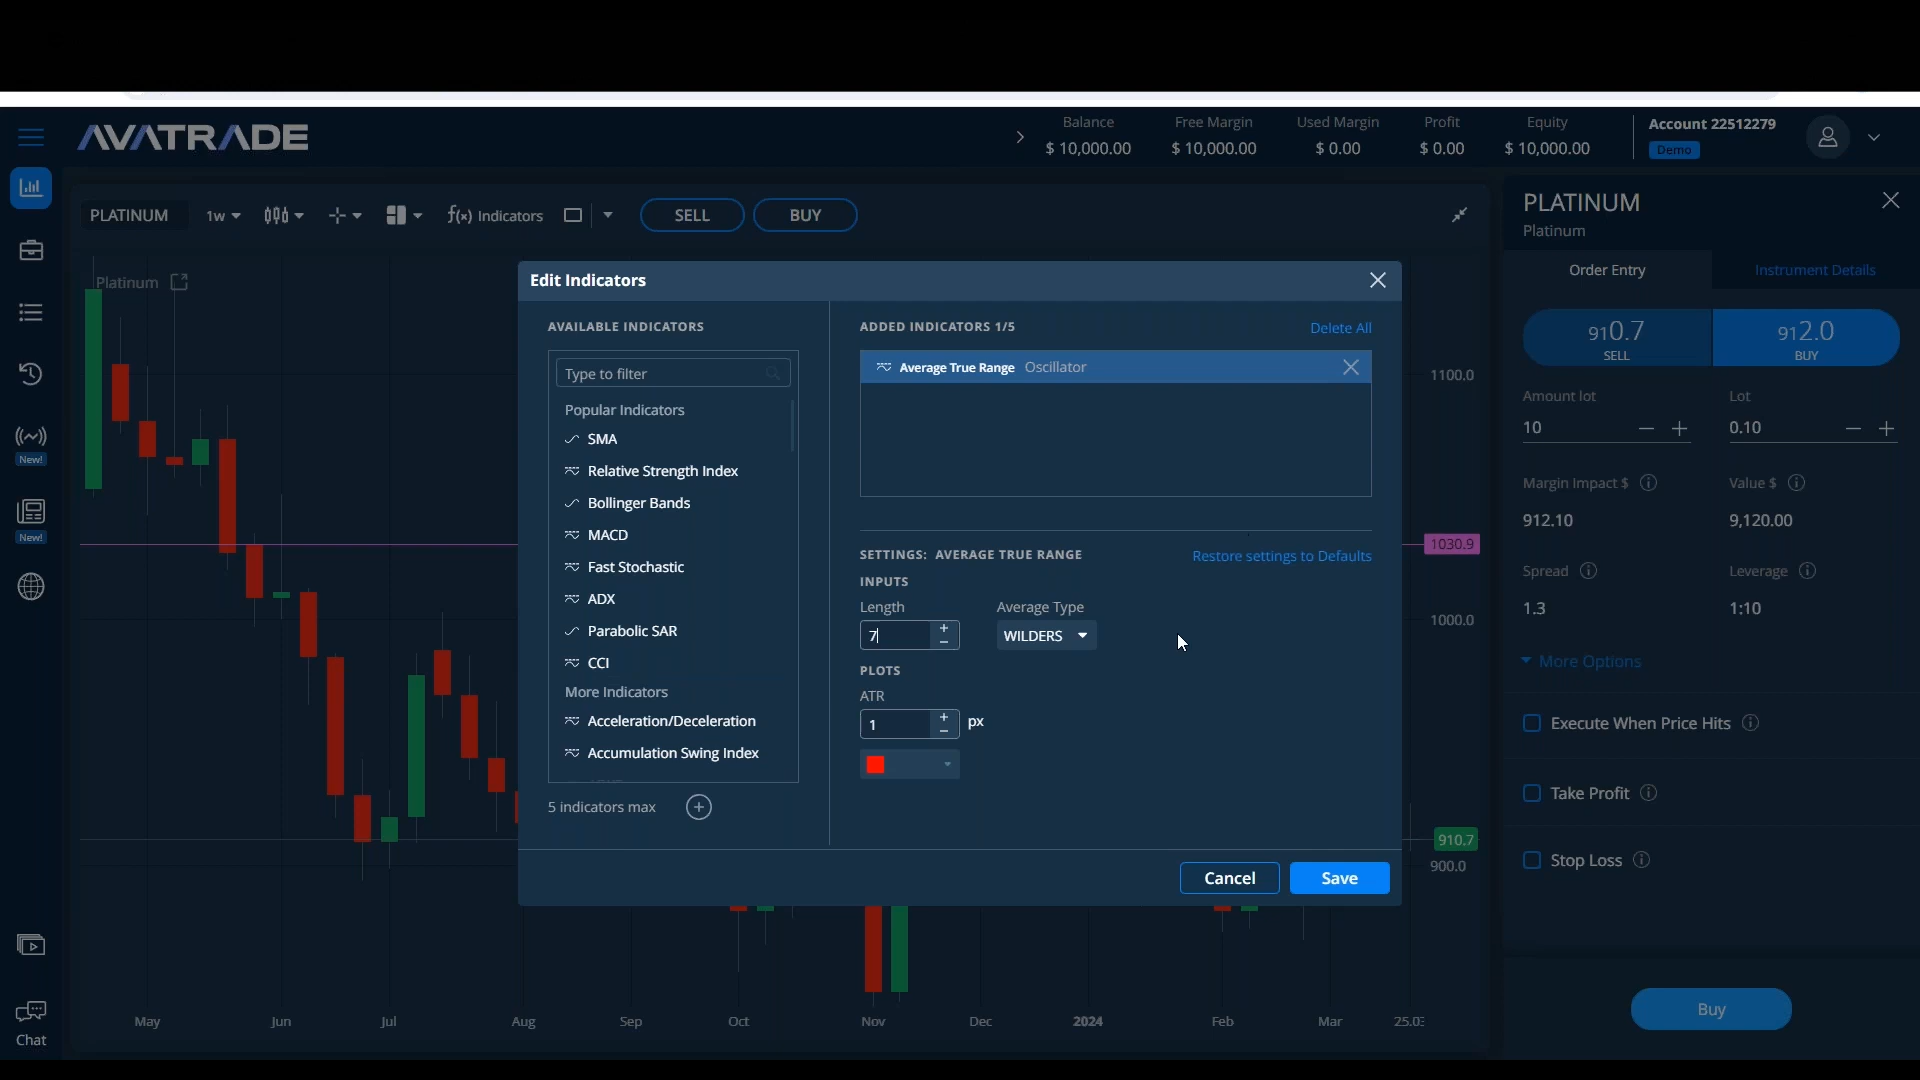 AVATRADE
Balance
$ 10,000.00
Free Margin
$ 10,000.00
Used Margin
$ 0.00
Profit
$ 0.00
Equity
$ 10,000.00
Account 22512279
Demo
PLATINUM
1w
f(x) Indicators
SELL
BUY
Platinum
New!
New!
Chat
Edit Indicators
AVAILABLE INDICATORS
Type to filter
Popular Indicators
SMA
Relative Strength Index
Bollinger Bands
MACD
Fast Stochastic
ADX
Parabolic SAR
CCI
More Indicators
Acceleration/Deceleration
Accumulation Swing Index
5 indicators max
ADDED INDICATORS 1/5
Delete All
Average True Range Oscillator
SETTINGS: AVERAGE TRUE RANGE
Restore settings to Defaults
INPUTS
Length
Average Type
7
WILDERS
PLOTS
ATR
1
px
Cancel
Save
1100.0
1030.9
1000.0
910.7
900.0
May
Jun
Jul
Aug
Sep
Oct
Nov
Dec
2024
Feb
Mar
PLATINUM
Platinum
Order Entry
Instrument Details
910.7
SELL
912.0
BUY
Amount lot
Lot
10
0.10
Margin Impact $
Value $
912.10
9,120.00
Spread
Leverage
1.3
1:10
More Options
Execute When Price Hits
Take Profit
Stop Loss
Buy